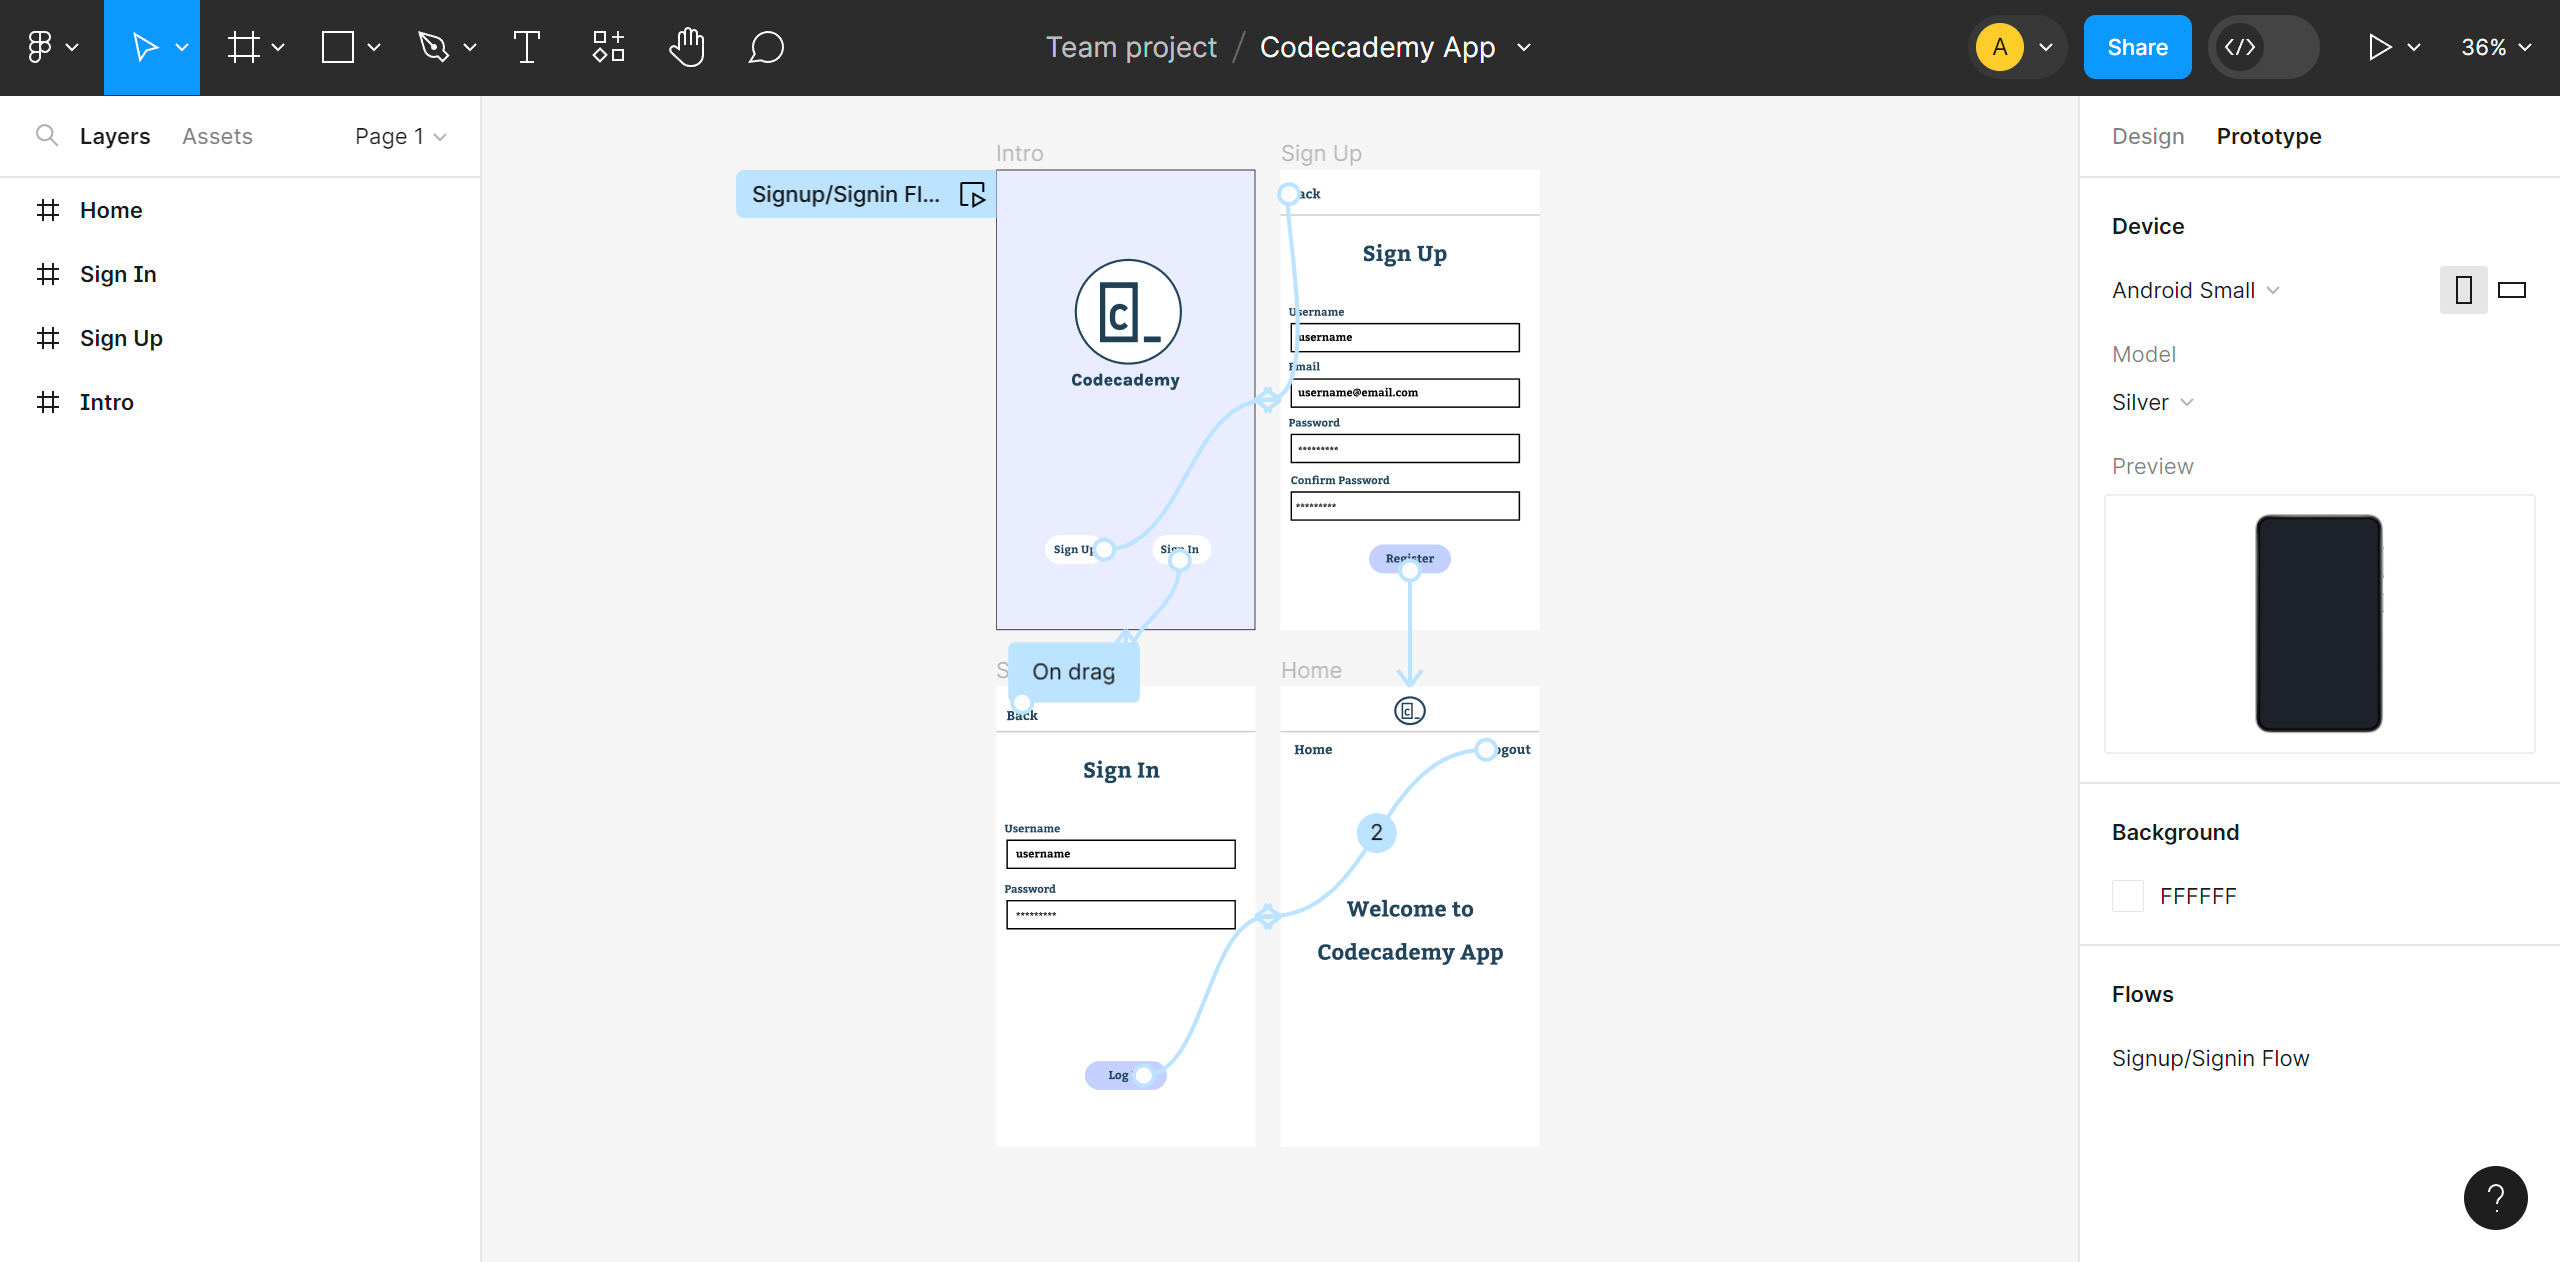 Team project / Codecademy App
A
Share
36%
Layers
Assets
Page 1
Home
Sign In
Sign Up
Intro
Intro
Signup/Signin Fl...
C_
Codecademy
Sign Up
Sign In
Sign Up
Sign Up
Username
username
Email
username@email.com
Password
*********
Confirm Password
*********
Register
On drag
Back
Sign In
Username
username
Password
*********
Log
Home
C_
Home
2
Welcome to
Codecademy App
Design
Prototype
Device
Android Small
Model
Silver
Preview
Background
FFFFFF
Flows
Signup/Signin Flow
?